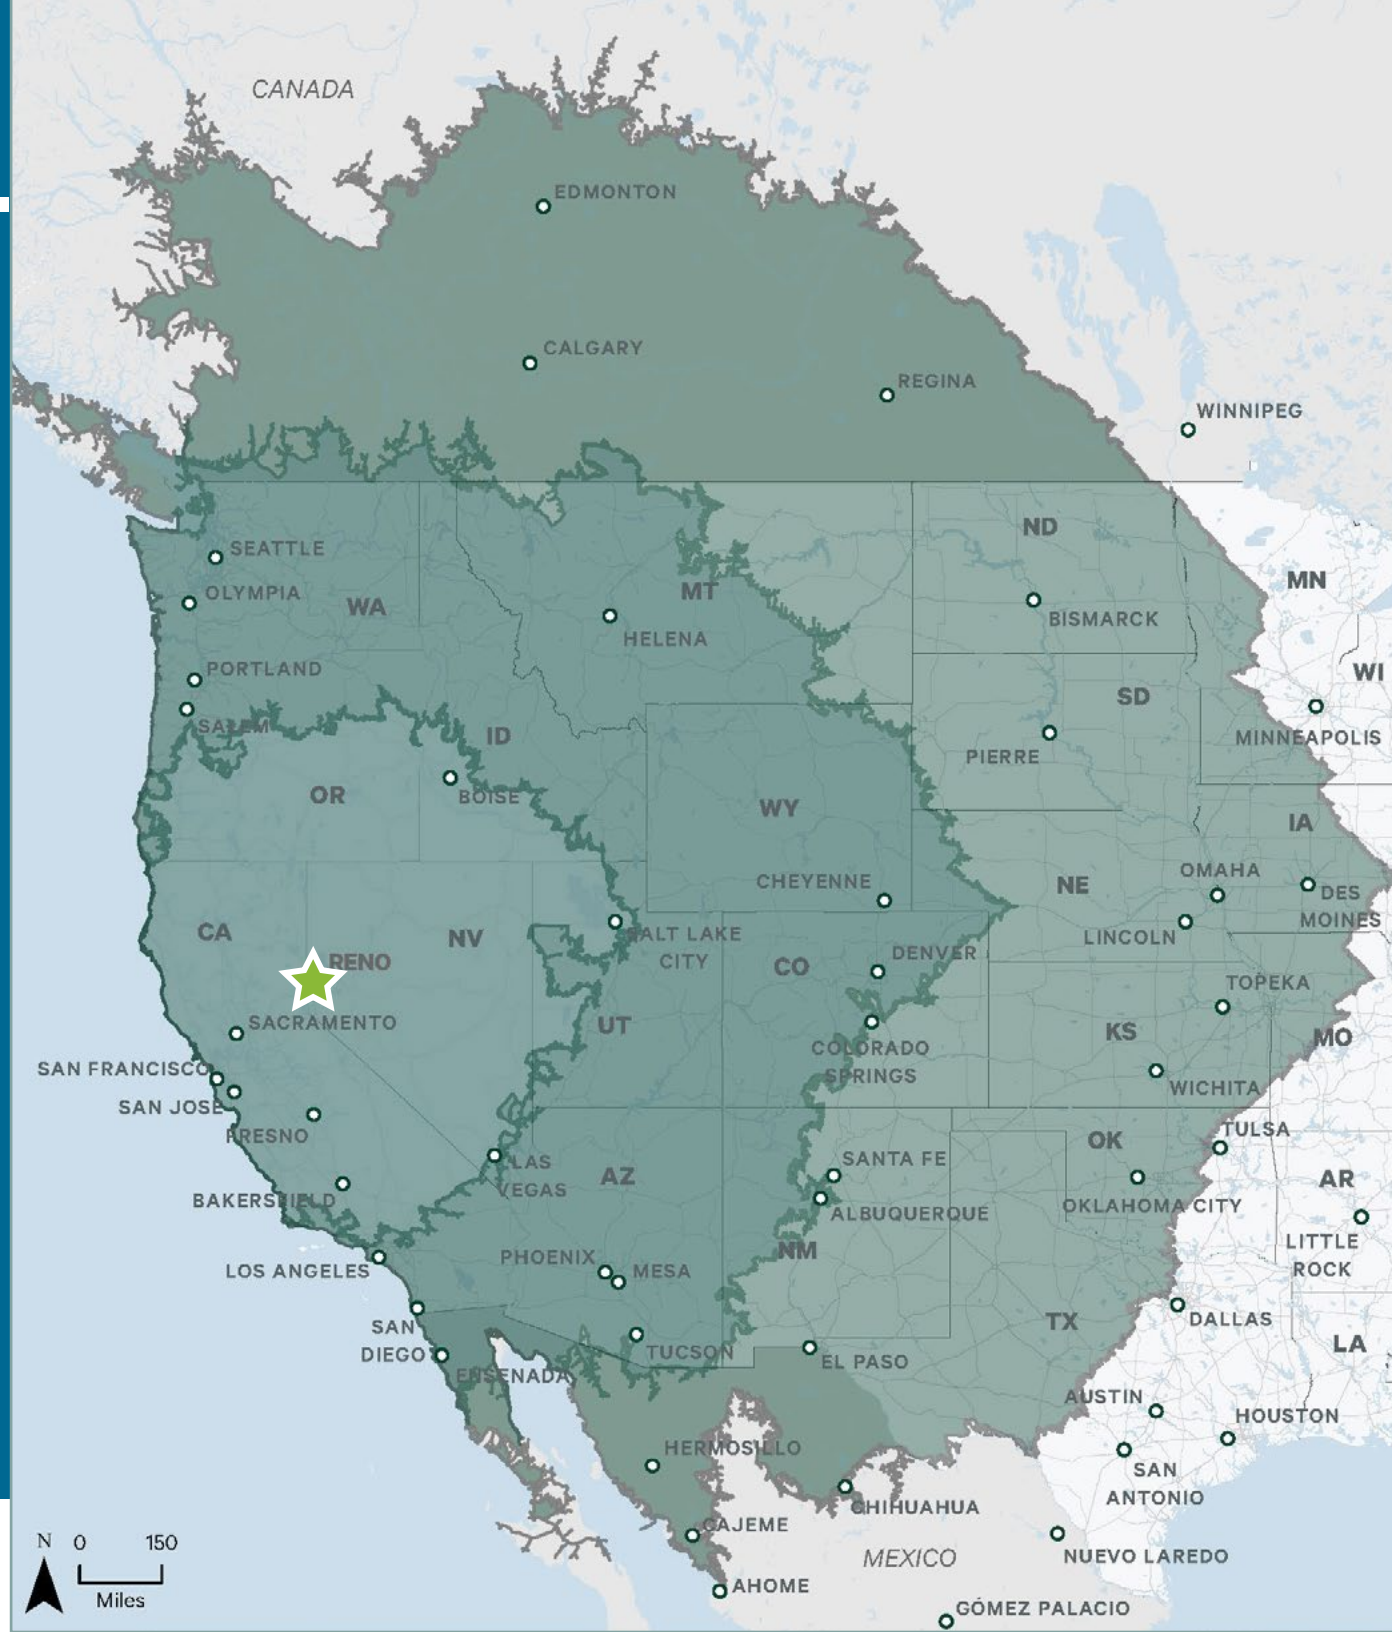 CANADA
EDMONTON
CALGARY
REGINA
WINNIPEG
SEATTLE
OLYMPIA
WA
PORTLAND
SALEM
MT
HELENA
ND
BISMARCK
MN
WI
SD
PIERRE
MINNEAPOLIS
ID
OR
BOISE
WY
IA
CHEYENNE
NE
OMAHA
DES
MOINES
LINCOLN
CA
RENO
NV
SALT LAKE
CITY
CO
DENVER
TOPEKA
SACRAMENTO
UT
KS
MO
COLORADO
SPRINGS
WICHITA
SAN FRANCISCO
SAN JOSE
FRESNO
TULSA
OK
SANTA FE
LAS
VEGAS
AZ
AR
BAKERSFIELD
ALBUQUERQUE
OKLAHOMA CITY
LITTLE
ROCK
NM
LOS ANGELES
PHOENIX
MESA
TX
DALLAS
SAN
DIEGO
TUCSON
EL PASO
LA
ENSENADA
AUSTIN
HOUSTON
HERMOSILLO
SAN
ANTONIO
CHIHUAHUA
CAJEME
MEXICO
NUEVO LAREDO
AHOME
GÓMEZ PALACIO
N
0 150
Miles